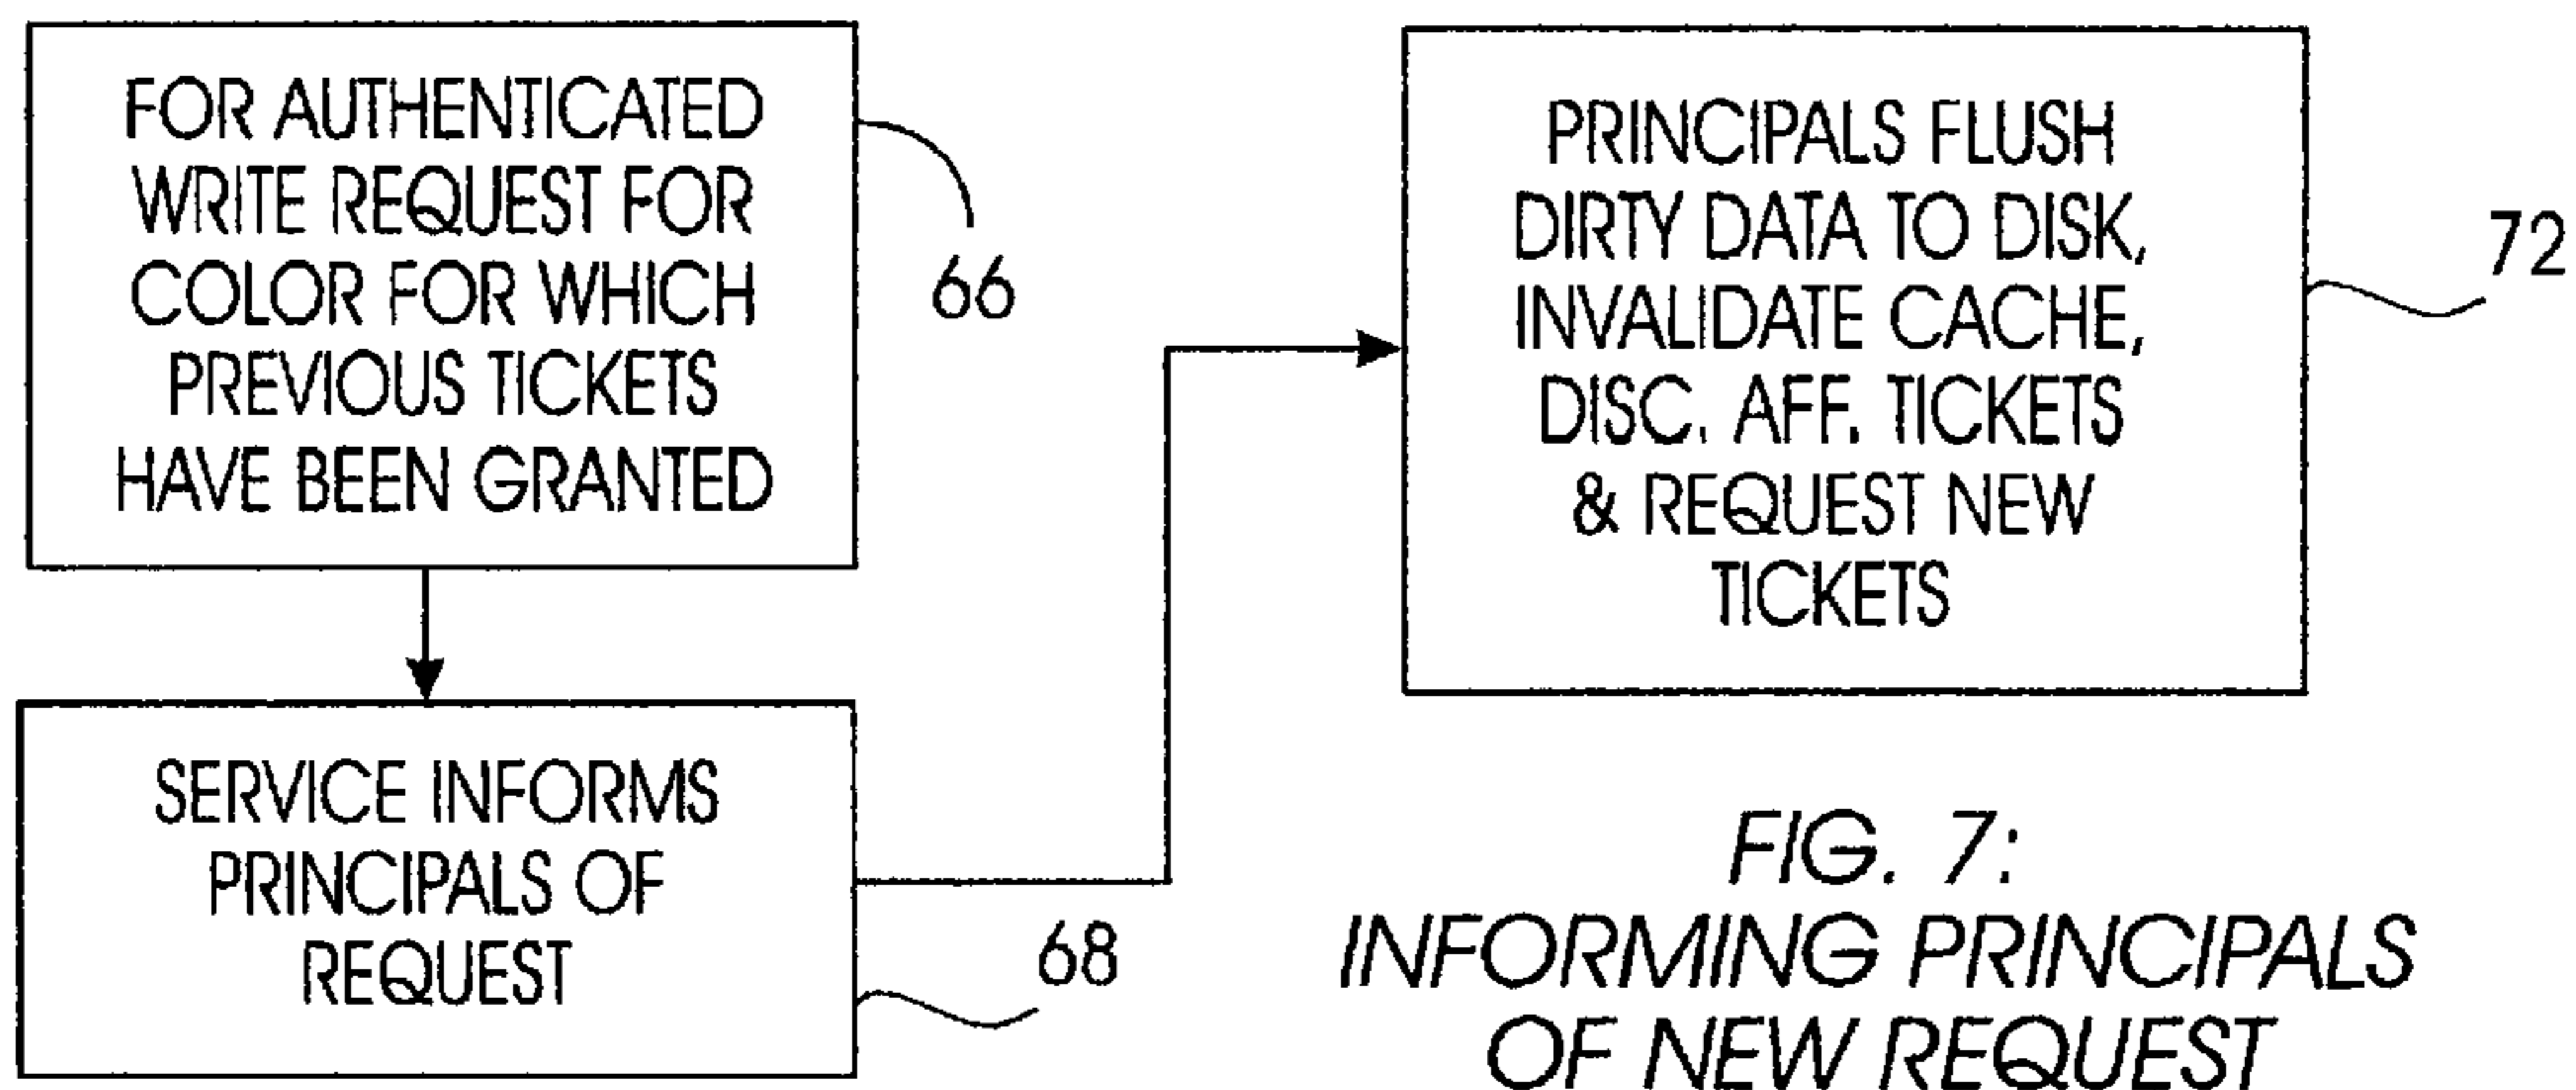 FOR AUTHENTICATED
WRITE REQUEST FOR
COLOR FOR WHICH
PREVIOUS TICKETS
HAVE BEEN GRANTED
66
SERVICE INFORMS
PRINCIPALS OF
REQUEST
68
PRINCIPALS FLUSH
DIRTY DATA TO DISK,
INVALIDATE CACHE,
DISC. AFF. TICKETS
& REQUEST NEW
TICKETS
72
FIG. 7:
INFORMING PRINCIPALS
OF NEW REQUEST